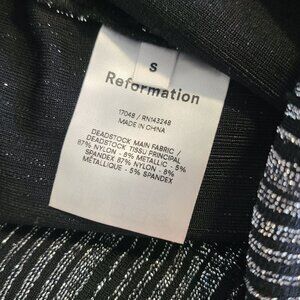 S
Reformation
17048 / RN143248
MADE IN CHINA
DEADSTOCK MAIN FABRIC /
DEADSTOCK TISSU PRINCIPAL
87% NYLON - 8% METALLIC - 5%
SPANDEX 87% NYLON - 8%
MÉTALLIQUE - 5% SPANDEX